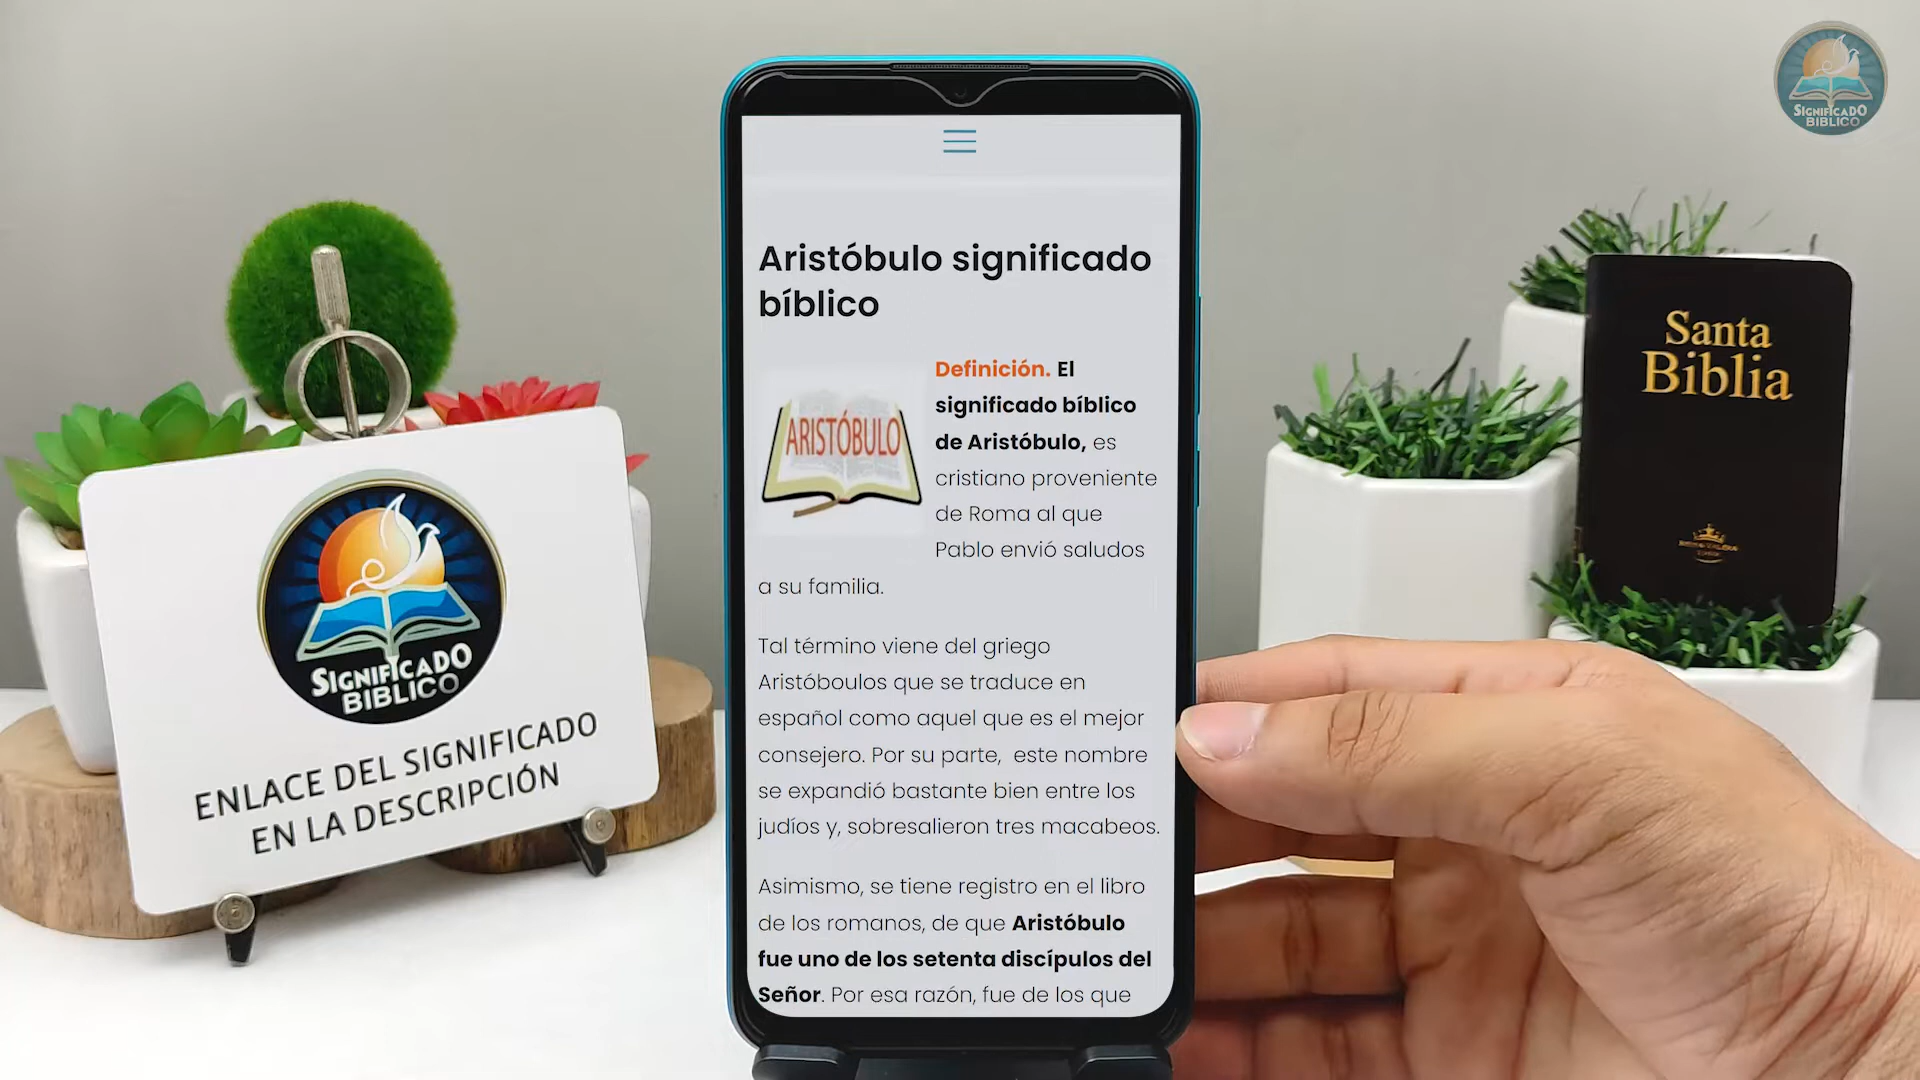 SIGNIFICADO
BIBLICO
Aristóbulo significado
bíblico
ARISTÓBULO
Definición. El
significado bíblico
de Aristóbulo, es
cristiano proveniente
de Roma al que
Pablo envió saludos
a su familia.
Tal término viene del griego
Aristóboulos que se traduce en
español como aquel que es el mejor
consejero. Por su parte, este nombre
se expandió bastante bien entre los
judíos y, sobresalieron tres macabeos.
Asimismo, se tiene registro en el libro
de los romanos, de que Aristóbulo
fue uno de los setenta discípulos del
Señor. Por esa razón, fue de los que
SIGNIFICADO
BIBLICO
ENLACE DEL SIGNIFICADO
EN LA DESCRIPCIÓN
Santa
Biblia